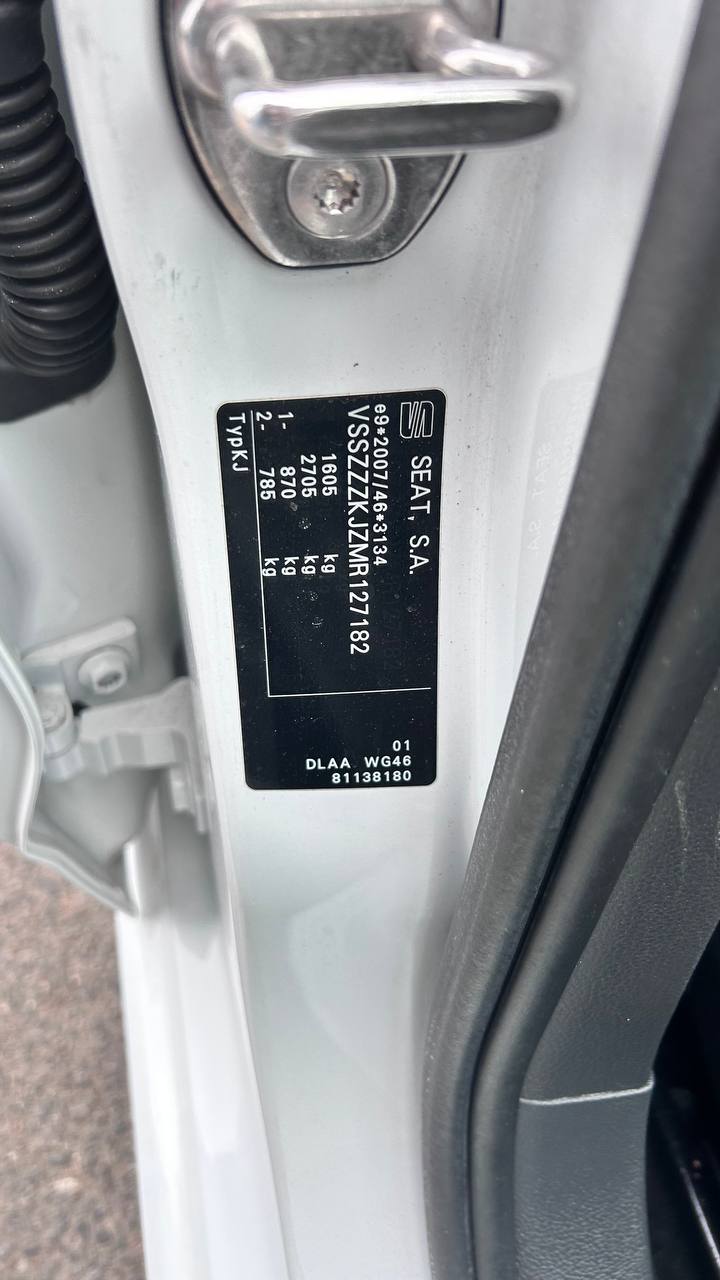 SEAT, S.A.
e9*2007/46*3134
VSSZZZKJZMR127182
1605 kg
2705 kg
1- 870 kg
2- 785 kg
TypKJ
01
DLAA WG46
81138180